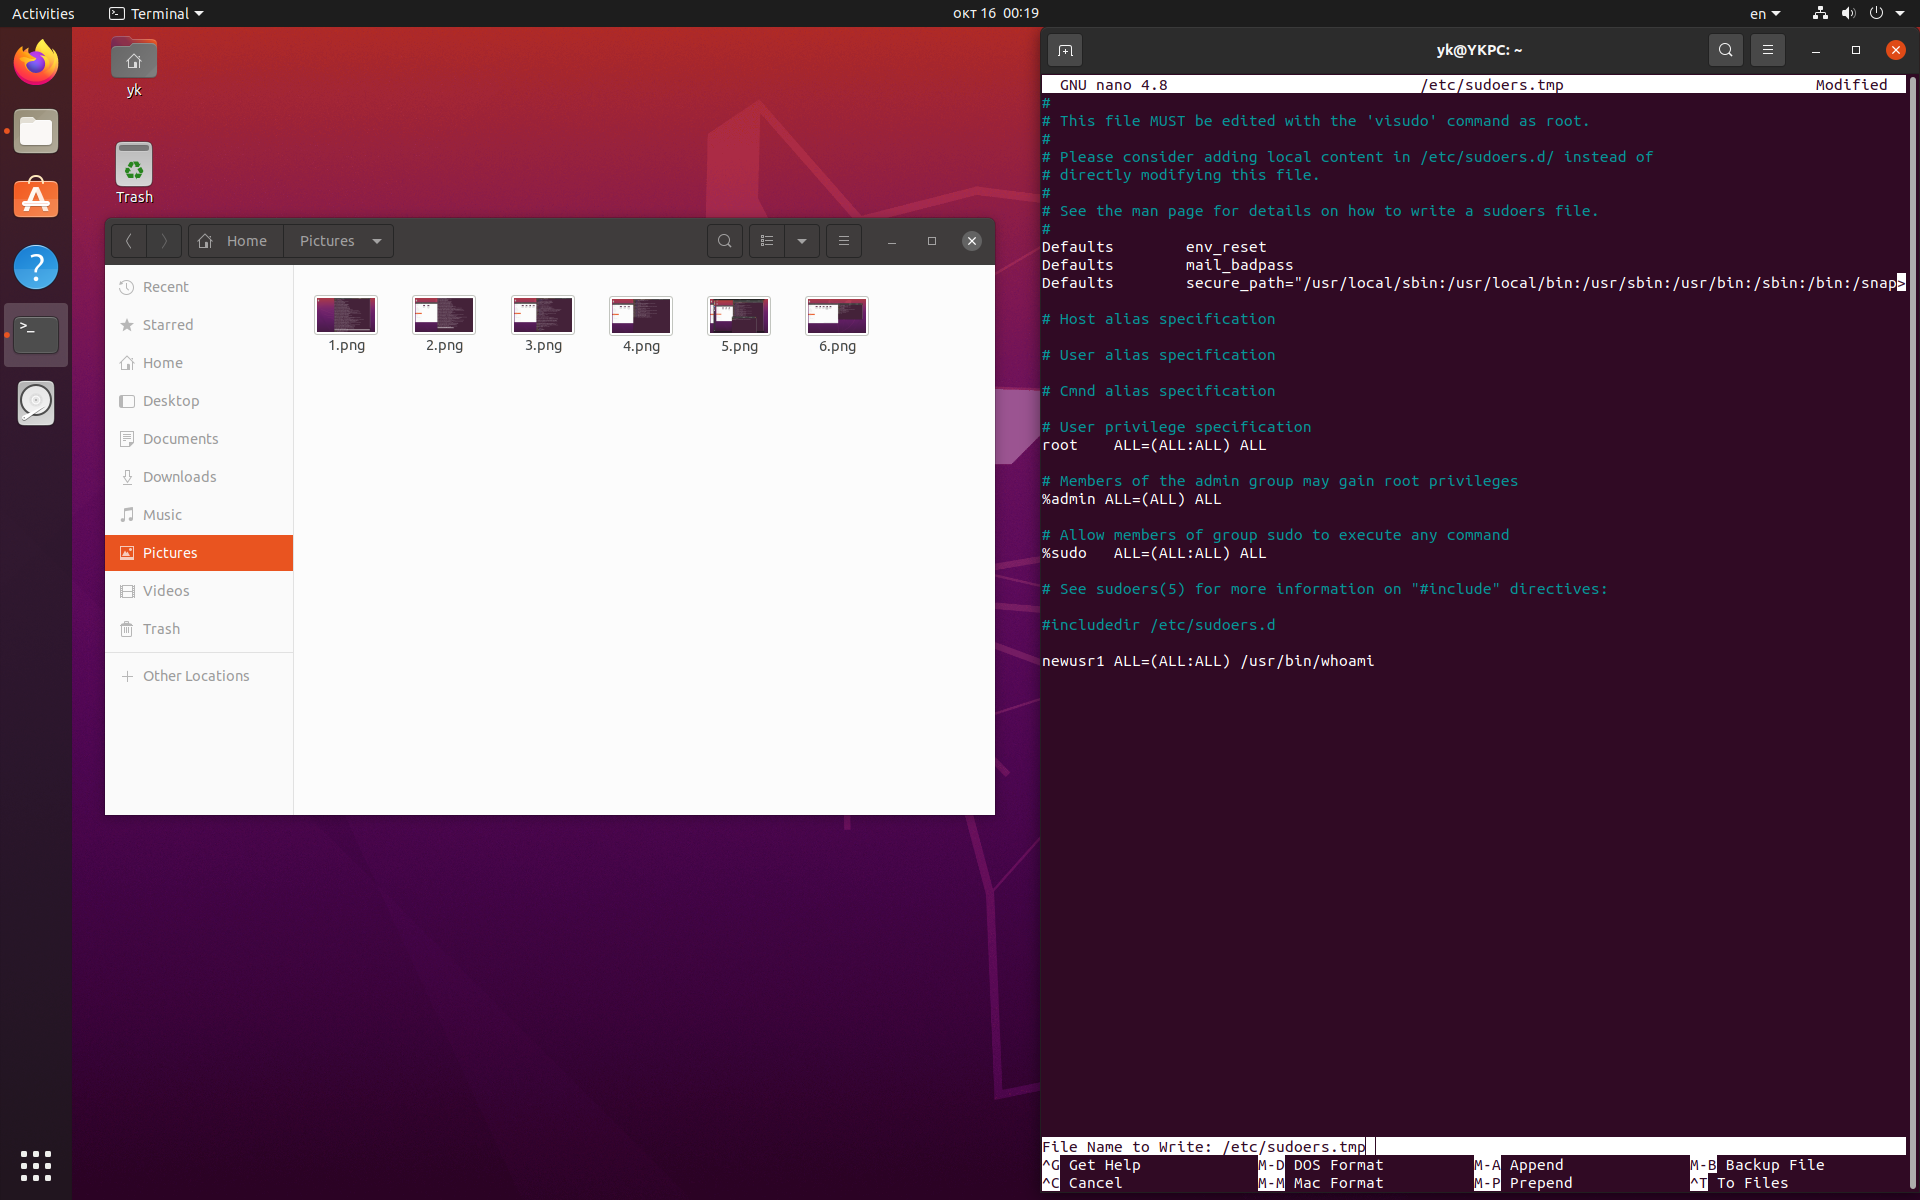 Activities
Terminal
окт 16 00:19
en
yk
Trash
Home
Pictures
Recent
Starred
Home
Desktop
Documents
Downloads
Music
Pictures
Videos
Trash
+ Other Locations
1.png
2.png
3.png
4.png
5.png
6.png
yk@YKPC: ~
GNU nano 4.8 /etc/sudoers.tmp Modified
#
# This file MUST be edited with the 'visudo' command as root.
#
# Please consider adding local content in /etc/sudoers.d/ instead of
# directly modifying this file.
#
# See the man page for details on how to write a sudoers file.
#
Defaults env_reset
Defaults mail_badpass
Defaults secure_path="/usr/local/sbin:/usr/local/bin:/usr/sbin:/usr/bin:/sbin:/bin:/snap>
# Host alias specification
# User alias specification
# Cmnd alias specification
# User privilege specification
root ALL=(ALL:ALL) ALL
# Members of the admin group may gain root privileges
%admin ALL=(ALL) ALL
# Allow members of group sudo to execute any command
%sudo ALL=(ALL:ALL) ALL
# See sudoers(5) for more information on "#include" directives:
#includedir /etc/sudoers.d
newusr1 ALL=(ALL:ALL) /usr/bin/whoami
File Name to Write: /etc/sudoers.tmp
^G Get Help M-D DOS Format M-A Append M-B Backup File
^C Cancel M-M Mac Format M-P Prepend ^T To Files